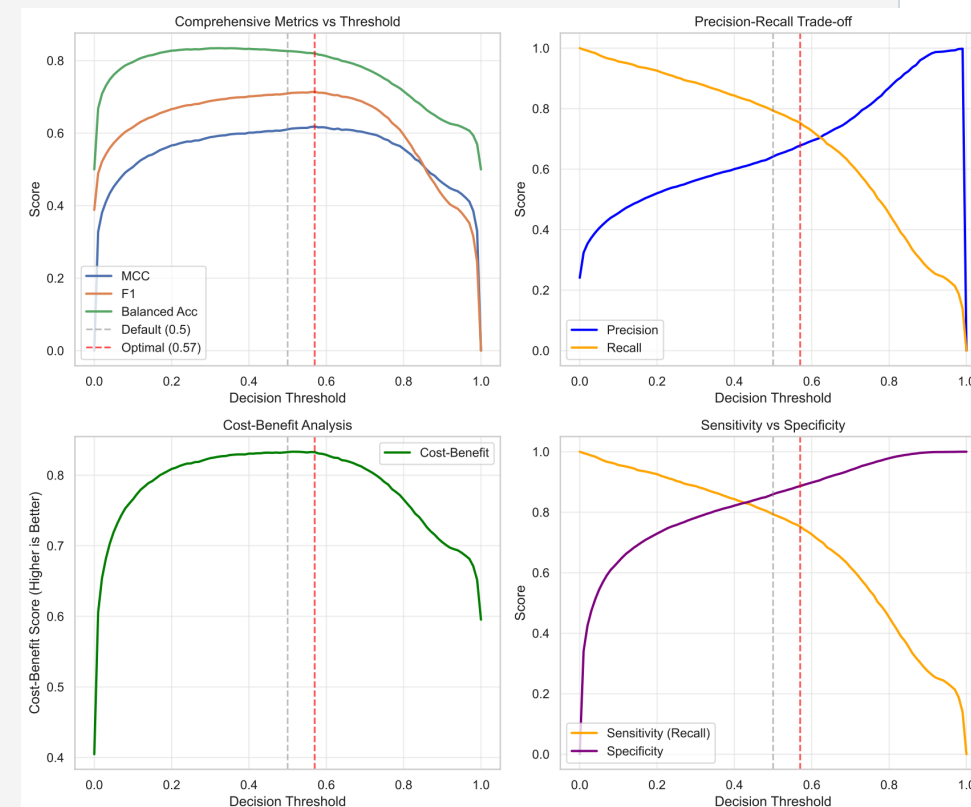 Comprehensive Metrics vs Threshold
Score
0.8
0.6
0.4
0.2
0.0
MCC
F1
Balanced Acc
Default (0.5)
Optimal (0.57)
0.0 0.2 0.4 0.6 0.8 1.0
Decision Threshold
Precision-Recall Trade-off
Score
1.0
0.8
0.6
0.4
0.2
0.0
Precision
Recall
0.0 0.2 0.4 0.6 0.8 1.0
Decision Threshold
Cost-Benefit Analysis
Cost-Benefit Score (Higher is Better)
0.8
0.7
0.6
0.5
0.4
Cost-Benefit
0.0 0.2 0.4 0.6 0.8 1.0
Decision Threshold
Sensitivity vs Specificity
Score
1.0
0.8
0.6
0.4
0.2
0.0
Sensitivity (Recall)
Specificity
0.0 0.2 0.4 0.6 0.8 1.0
Decision Threshold